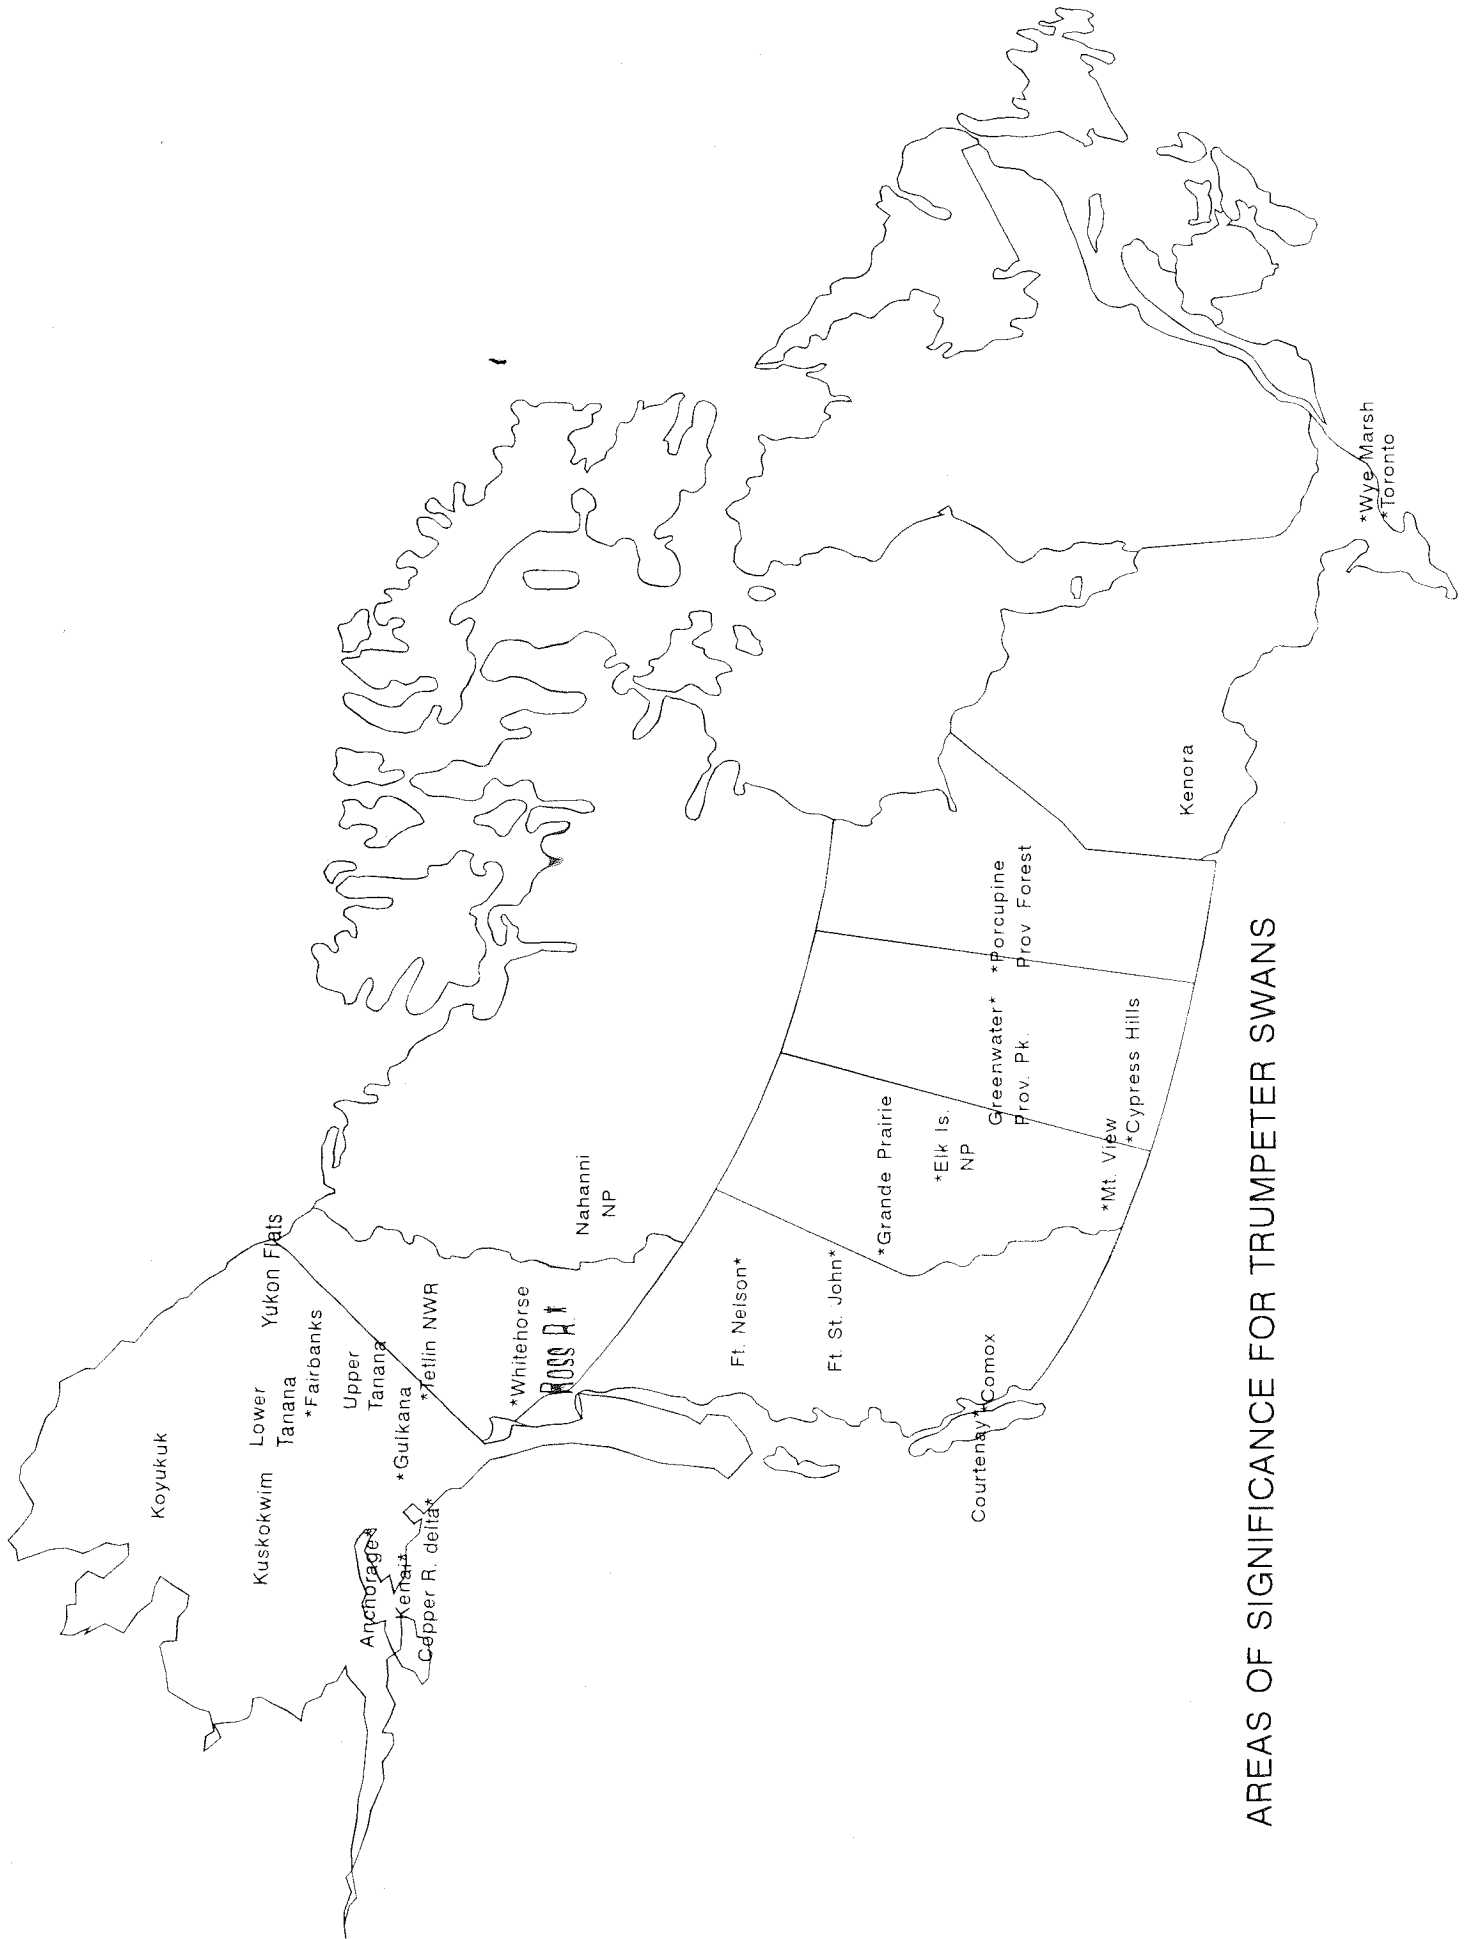 Koyukuk
Kuskokwim
Lower
Tanana
Yukon Flats
*Fairbanks
Upper
Tanana
Anchorage*
Kenai*
*Gulkana
Copper R. delta*
*Tetlin NWR
*Whitehorse
ROSS R.
Nahanni
NP
Ft. Nelson*
Ft. St. John*
*Grande Prairie
*Elk Is.
NP
Courtenay*
*Comox
Greenwater*
Prov. Pk.
*Porcupine
Prov Forest
*Mt. View
*Cypress Hills
Kenora
*Wye Marsh
*Toronto
AREAS OF SIGNIFICANCE FOR TRUMPETER SWANS